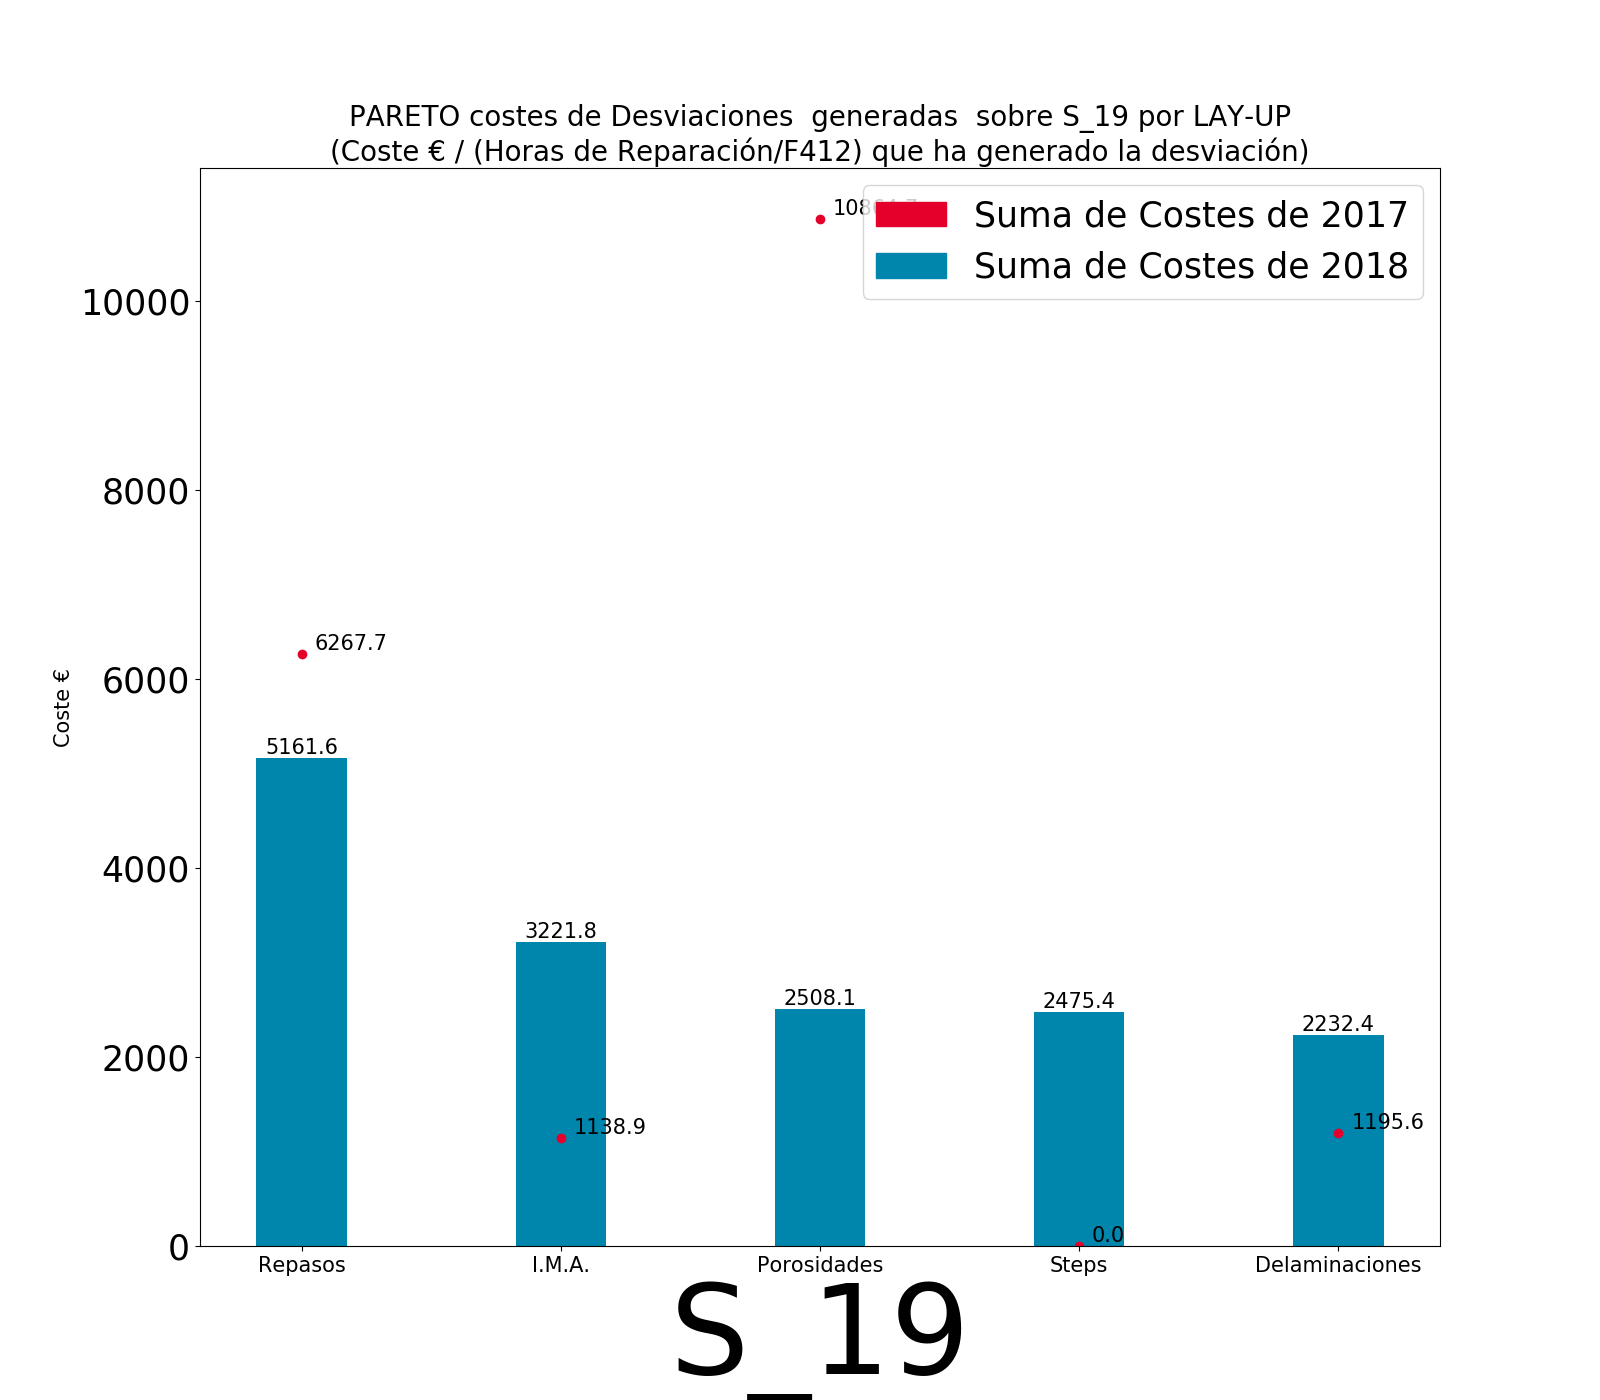 PARETO costes de Desviaciones  generadas  sobre S_19 por LAY-UP
(Coste € / (Horas de Reparación/F412) que ha generado la desviación)
Suma de Costes de 2017
Suma de Costes de 2018
10000
8000
6000
4000
2000
0
Coste €
6267.7
5161.6
3221.8
1138.9
2508.1
2475.4
0.0
2232.4
1195.6
Repasos
I.M.A.
Porosidades
Steps
Delaminaciones
S_19